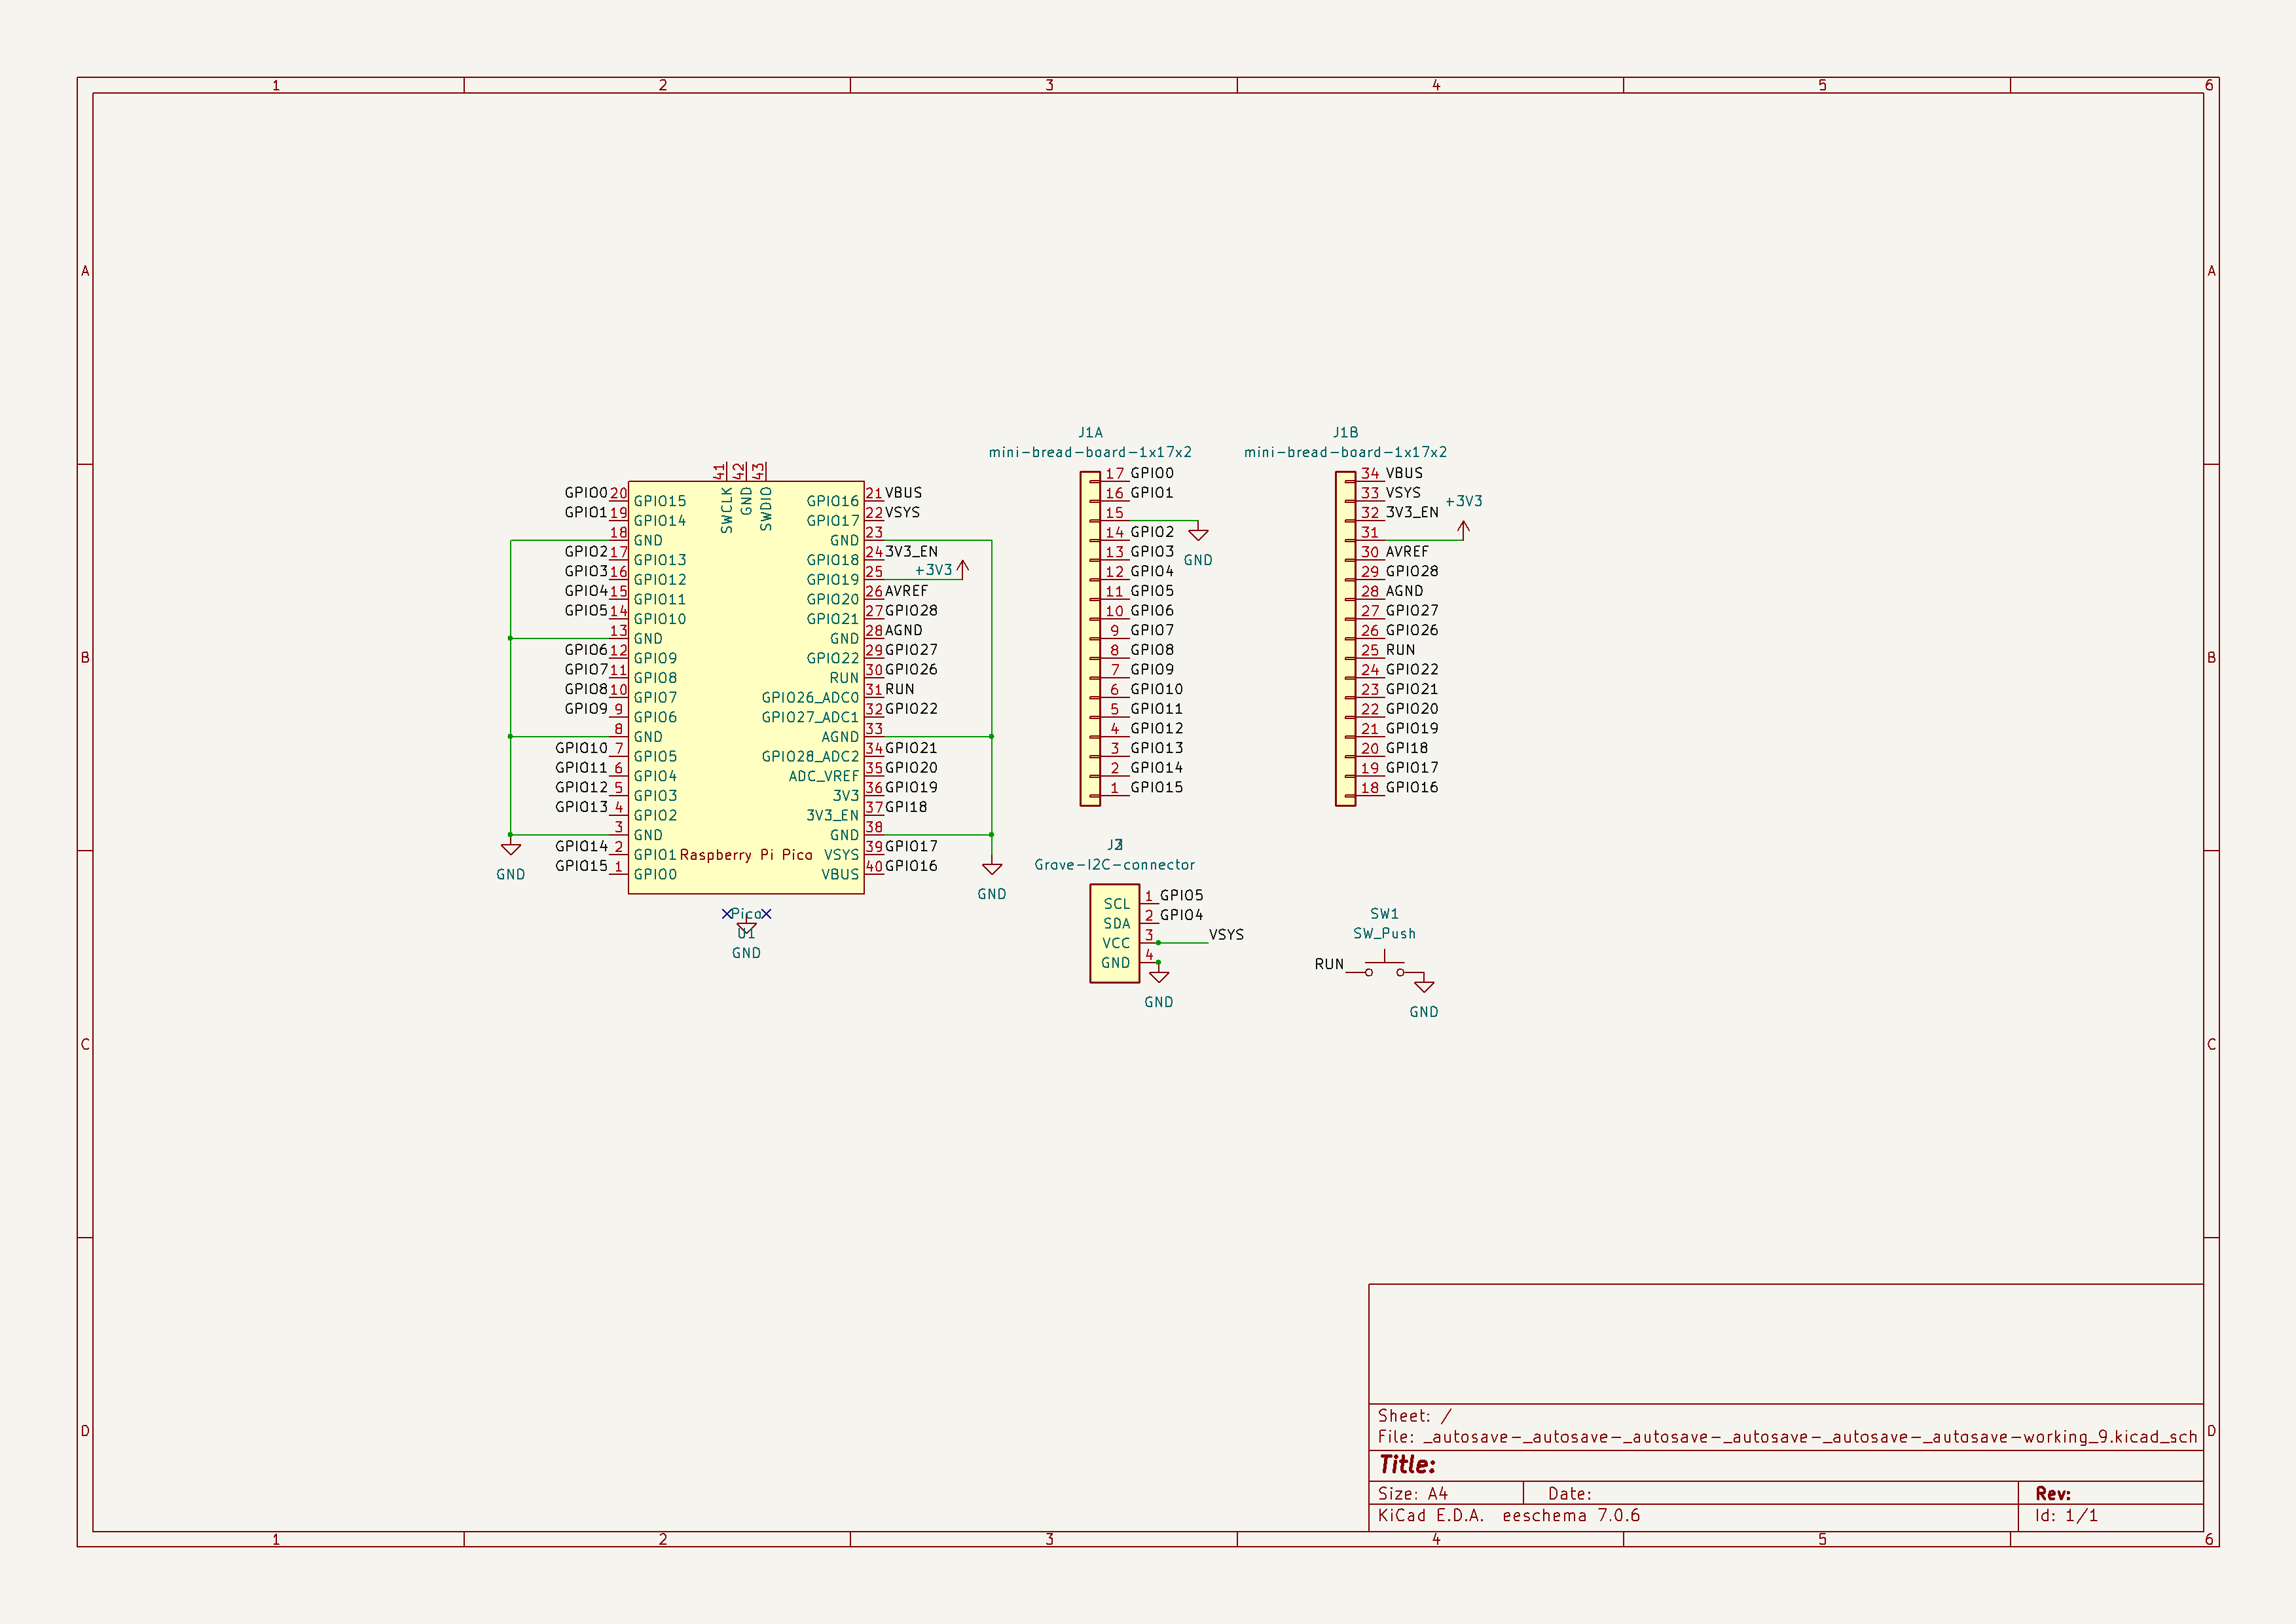 1 2 3 4 5 6
A A
J1A J1B
mini-bread-board-1x17x2 mini-bread-board-1x17x2
41 42 43
SWCLK GND SWDIO
GPIO0 20 GPIO15
GPIO1 19 GPIO14
18 GND
GPIO2 17 GPIO13
GPIO3 16 GPIO12
GPIO4 15 GPIO11
GPIO5 14 GPIO10
13 GND
GPIO6 12 GPIO9
GPIO7 11 GPIO8
GPIO8 10 GPIO7
GPIO9 9 GPIO6
8 GND
GPIO10 7 GPIO5
GPIO11 6 GPIO4
GPIO12 5 GPIO3
GPIO13 4 GPIO2
3 GND
GPIO14 2 GPIO1
GPIO15 1 GPIO0
GND
Raspberry Pi Pico
GPIO16 21 VBUS
GPIO17 22 VSYS
GND 23
GPIO18 24 3V3_EN
GPIO19 25 +3V3
GPIO20 26 AVREF
GPIO21 27 GPIO28
GND 28 AGND
GPIO22 29 GPIO27
RUN 30 GPIO26
GPIO26_ADC0 31 RUN
GPIO27_ADC1 32 GPIO22
AGND 33
GPIO28_ADC2 34 GPIO21
ADC_VREF 35 GPIO20
3V3 36 GPIO19
3V3_EN 37 GPI18
GND 38
VSYS 39 GPIO17
VBUS 40 GPIO16
GND
Pico
U1
GND
17 GPIO0
16 GPIO1
15
GND
14 GPIO2
13 GPIO3
12 GPIO4
11 GPIO5
10 GPIO6
9 GPIO7
8 GPIO8
7 GPIO9
6 GPIO10
5 GPIO11
4 GPIO12
3 GPIO13
2 GPIO14
1 GPIO15
34 VBUS
33 VSYS
32 3V3_EN
31 +3V3
30 AVREF
29 GPIO28
28 AGND
27 GPIO27
26 GPIO26
25 RUN
24 GPIO22
23 GPIO21
22 GPIO20
21 GPIO19
20 GPI18
19 GPIO17
18 GPIO16
B B
Grove-I2C-connector
SCL 1 GPIO5
SDA 2 GPIO4
VCC 3 VSYS
GND 4
GND
SW1
SW_Push
RUN
GND
C C
D D
Sheet: /
File: _autosave-_autosave-_autosave-_autosave-_autosave-_autosave-working_9.kicad_sch
Title:
Size: A4 Date: Rev:
KiCad E.D.A. eeschema 7.0.6 Id: 1/1
1 2 3 4 5 6